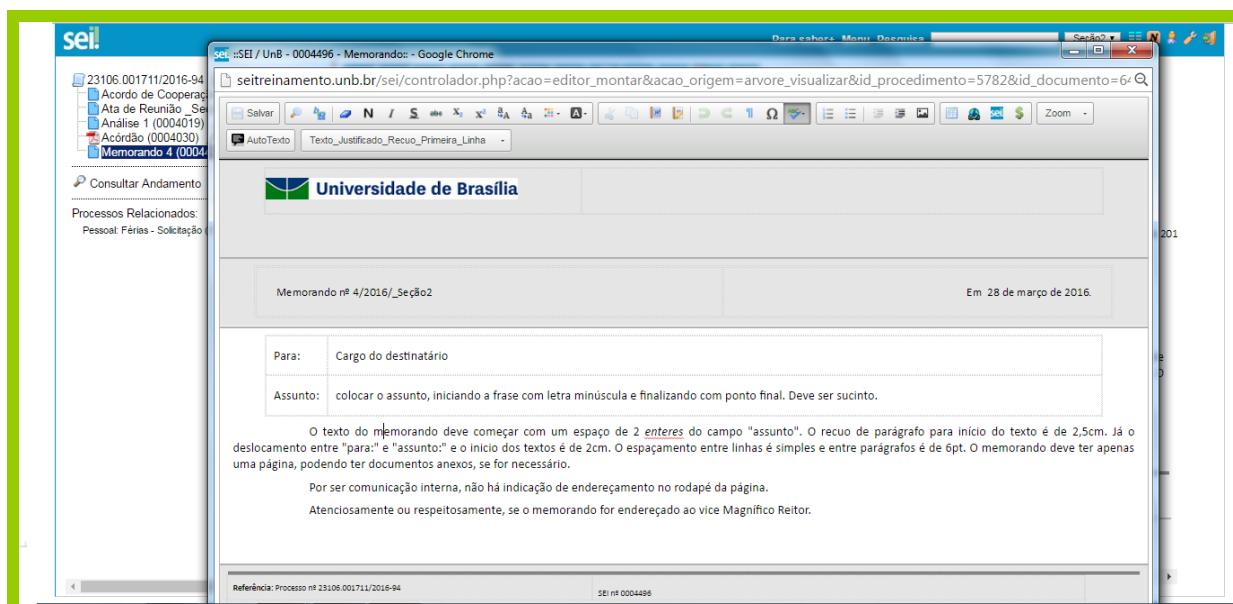 sei!
Para saber+ Menu Pesquisa Seção2
SEI / UnB - 0004496 - Memorando:: - Google Chrome
seitreinamento.unb.br/sei/controlador.php?acao=editor_montar&acao_origem=arvore_visualizar&id_procedimento=5782&id_documento=64
23106.001711/2016-94
Acordo de Cooperaçã
Ata de Reunião _Se
Análise 1 (0004019)
Acórdão (0004030)
Memorando 4 (0004
Consultar Andamento
Processos Relacionados:
Pessoal: Férias - Solicitação (
Salvar N I S abc X₂ x² Zoom
AutoTexto Texto_Justificado_Recuo_Primeira_Linha
Universidade de Brasília
201
Memorando nº 4/2016/_Seção2 Em 28 de março de 2016.
Para: Cargo do destinatário
Assunto: colocar o assunto, iniciando a frase com letra minúscula e finalizando com ponto final. Deve ser sucinto.
O texto do memorando deve começar com um espaço de 2 enteres do campo "assunto". O recuo de parágrafo para início do texto é de 2,5cm. Já o
deslocamento entre "para:" e "assunto:" e o inicio dos textos é de 2cm. O espaçamento entre linhas é simples e entre parágrafos é de 6pt. O memorando deve ter apenas
uma página, podendo ter documentos anexos, se for necessário.
Por ser comunicação interna, não há indicação de endereçamento no rodapé da página.
Atenciosamente ou respeitosamente, se o memorando for endereçado ao vice Magnífico Reitor.
Referência: Processo nº 23106.001711/2016-94 SEI nº 0004496